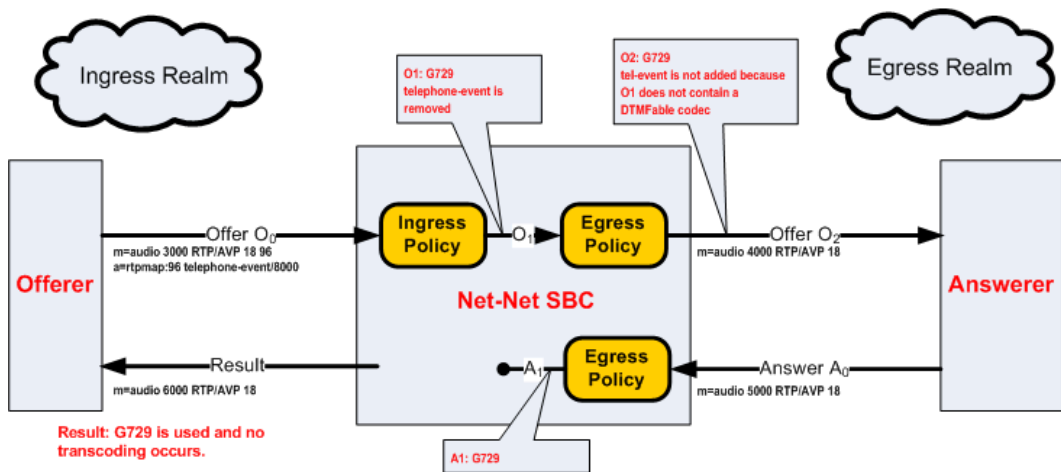 Ingress Realm
O1: G729
telephone-event is
removed
O2: G729
tel-event is not added because
O1 does not contain a
DTMFable codec
Egress Realm
Offerer
Offer O0
m=audio 3000 RTP/AVP 18 96
a=rtpmap:96 telephone-event/8000
Ingress
Policy
O1
Egress
Policy
Offer O2
m=audio 4000 RTP/AVP 18
Net-Net SBC
Answerer
Result
m=audio 6000 RTP/AVP 18
A1
Egress
Policy
Answer A0
m=audio 5000 RTP/AVP 18
Result: G729 is used and no
transcoding occurs.
A1: G729